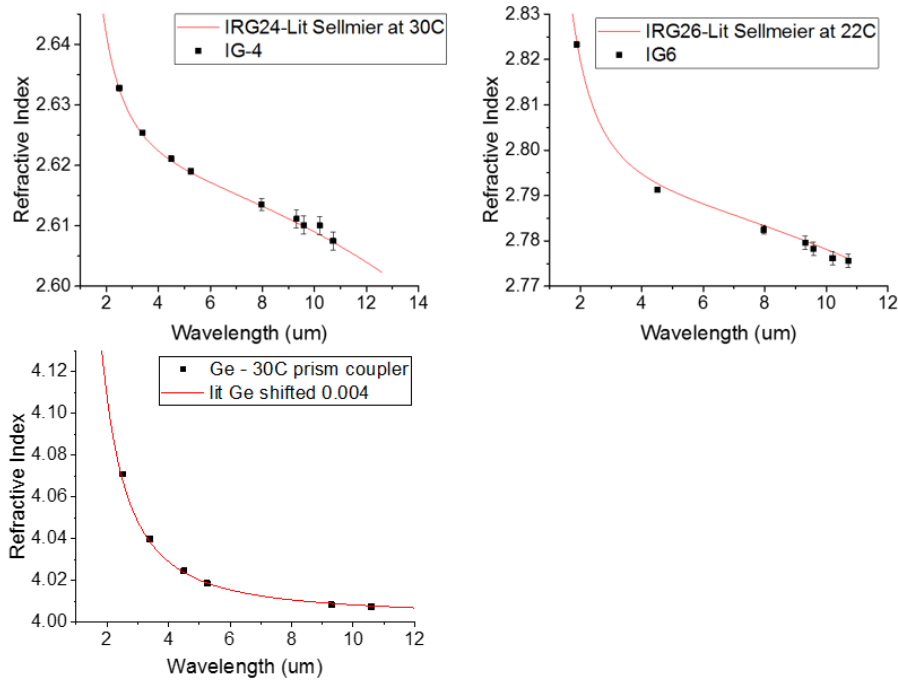 IRG24-Lit Sellmier at 30C
IG-4
Refractive Index
2.64
2.63
2.62
2.61
2.60
2 4 6 8 10 12 14
Wavelength (um)
IRG26-Lit Sellmeier at 22C
IG6
Refractive Index
2.83
2.82
2.80
2.79
2.78
2.77
2 4 6 8 10 12
Wavelength (um)
Ge - 30C prism coupler
lit Ge shifted 0.004
Refractive Index
4.12
4.10
4.08
4.06
4.04
4.02
4.00
2 4 6 8 10 12
Wavelength (um)